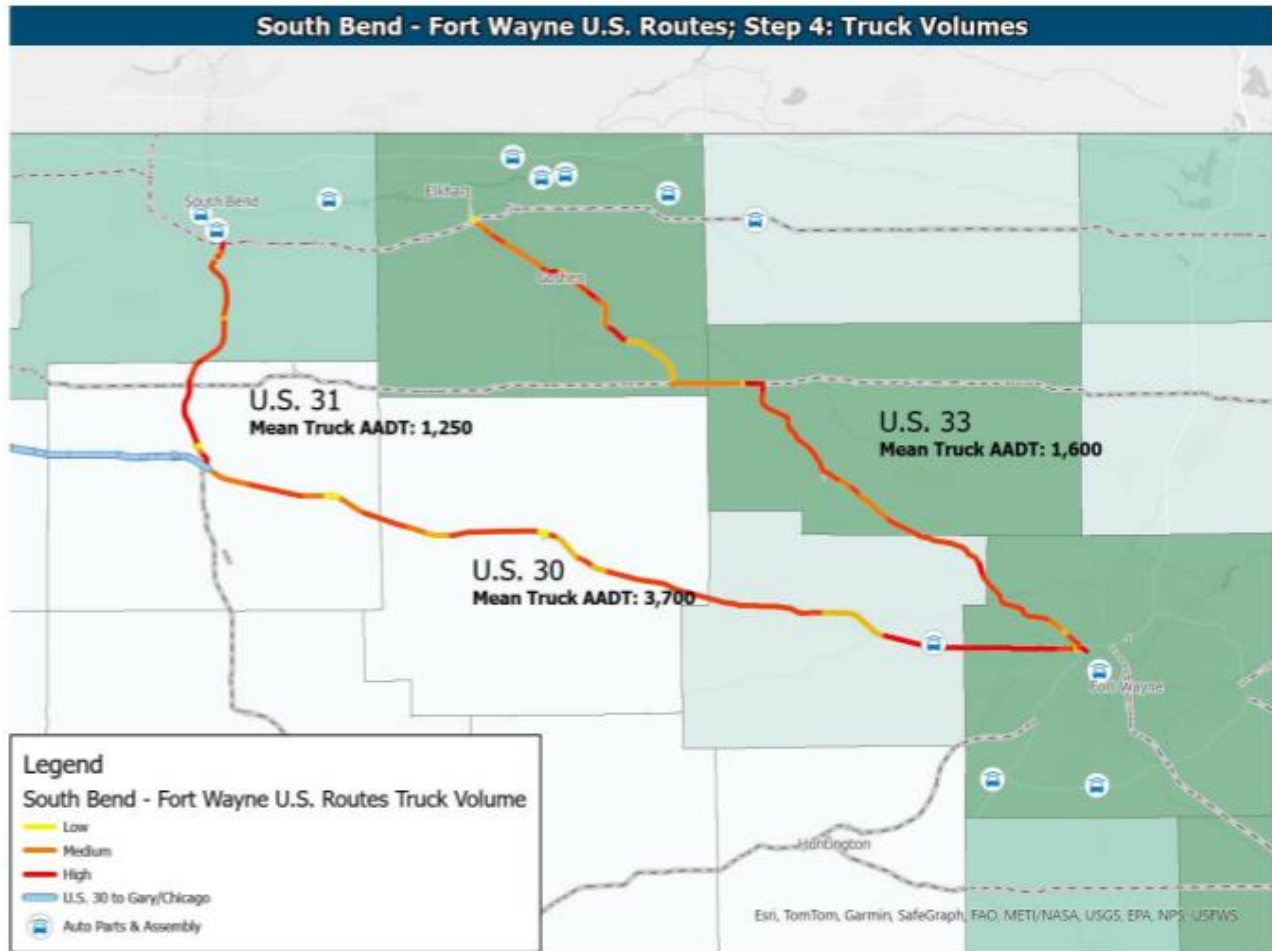 South Bend - Fort Wayne U.S. Routes; Step 4: Truck Volumes
Elkhart
South Bend
Goshen
U.S. 31
Mean Truck AADT: 1,250
U.S. 33
Mean Truck AADT: 1,600
U.S. 30
Mean Truck AADT: 3,700
Fort Wayne
Huntington
Legend
South Bend - Fort Wayne U.S. Routes Truck Volume
Low
Medium
High
U.S. 30 to Gary/Chicago
Auto Parts & Assembly
Esri, TomTom, Garmin, SafeGraph, FAO, METI/NASA, USGS, EPA, NPS, USFWS